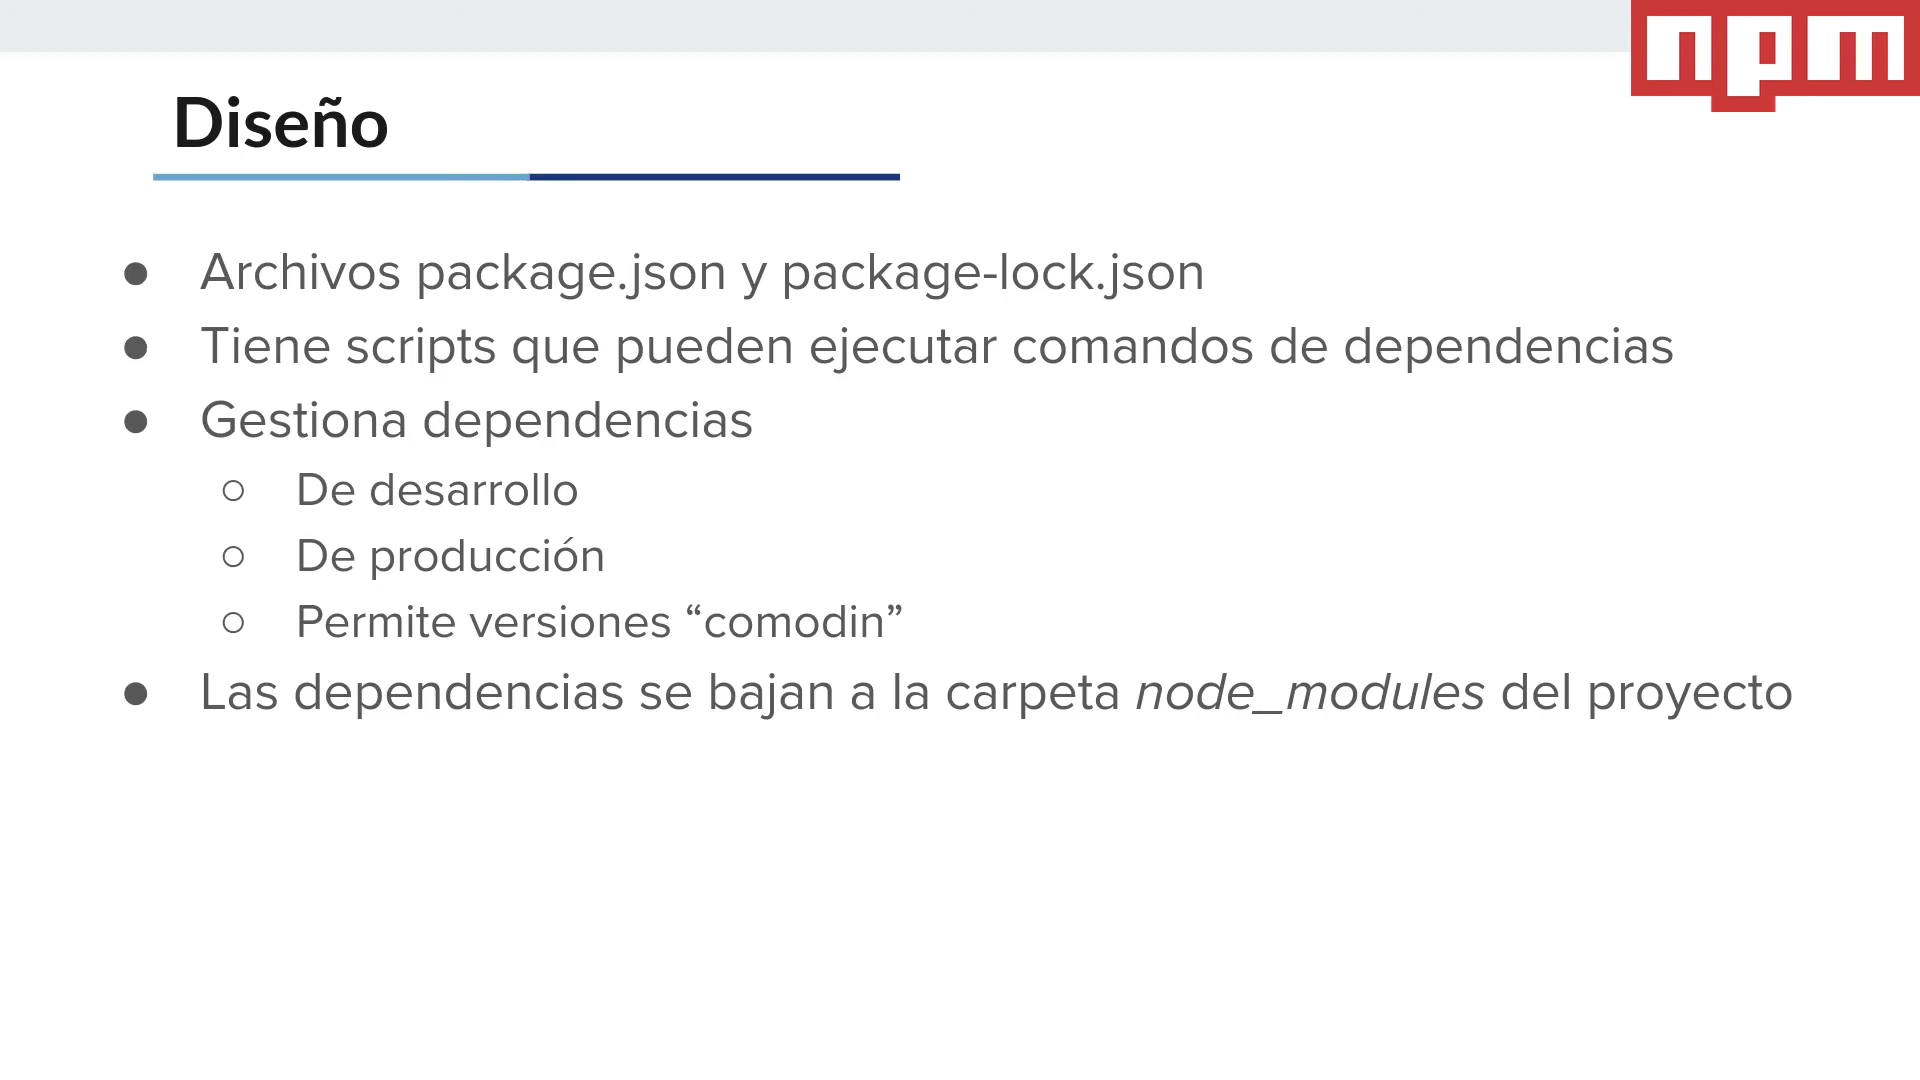 npm
Diseño
● Archivos package.json y package-lock.json
● Tiene scripts que pueden ejecutar comandos de dependencias
● Gestiona dependencias
○ De desarrollo
○ De producción
○ Permite versiones “comodin”
● Las dependencias se bajan a la carpeta node_modules del proyecto